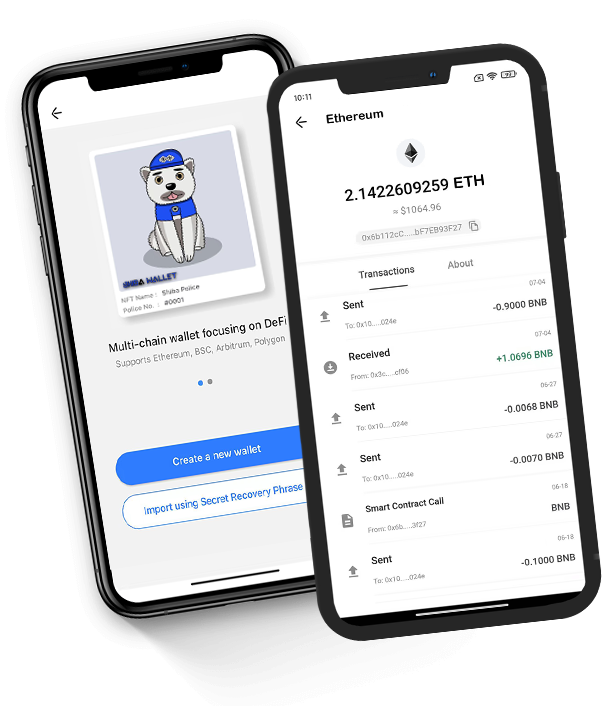 SHIBA WALLET
NFT Name : Shiba Police
Police No. : #0001
Multi-chain wallet focusing on DeFi
Supports Ethereum, BSC, Arbitrum, Polygon
Create a new wallet
Import using Secret Recovery Phrase
10:11
Ethereum
2.1422609259 ETH
≈ $1064.96
0x6b112cC.....bF7EB93F27
Transactions
About
07-04
Sent
-0.9000 BNB
To: 0x10.....024e
07-04
Received
+1.0696 BNB
From: 0x3c.....cf06
06-27
Sent
-0.0068 BNB
To: 0x10.....024e
06-27
Sent
-0.0070 BNB
To: 0x10.....024e
06-18
Smart Contract Call
BNB
From: 0x6b.....3f27
06-18
Sent
-0.1000 BNB
To: 0x10.....024e